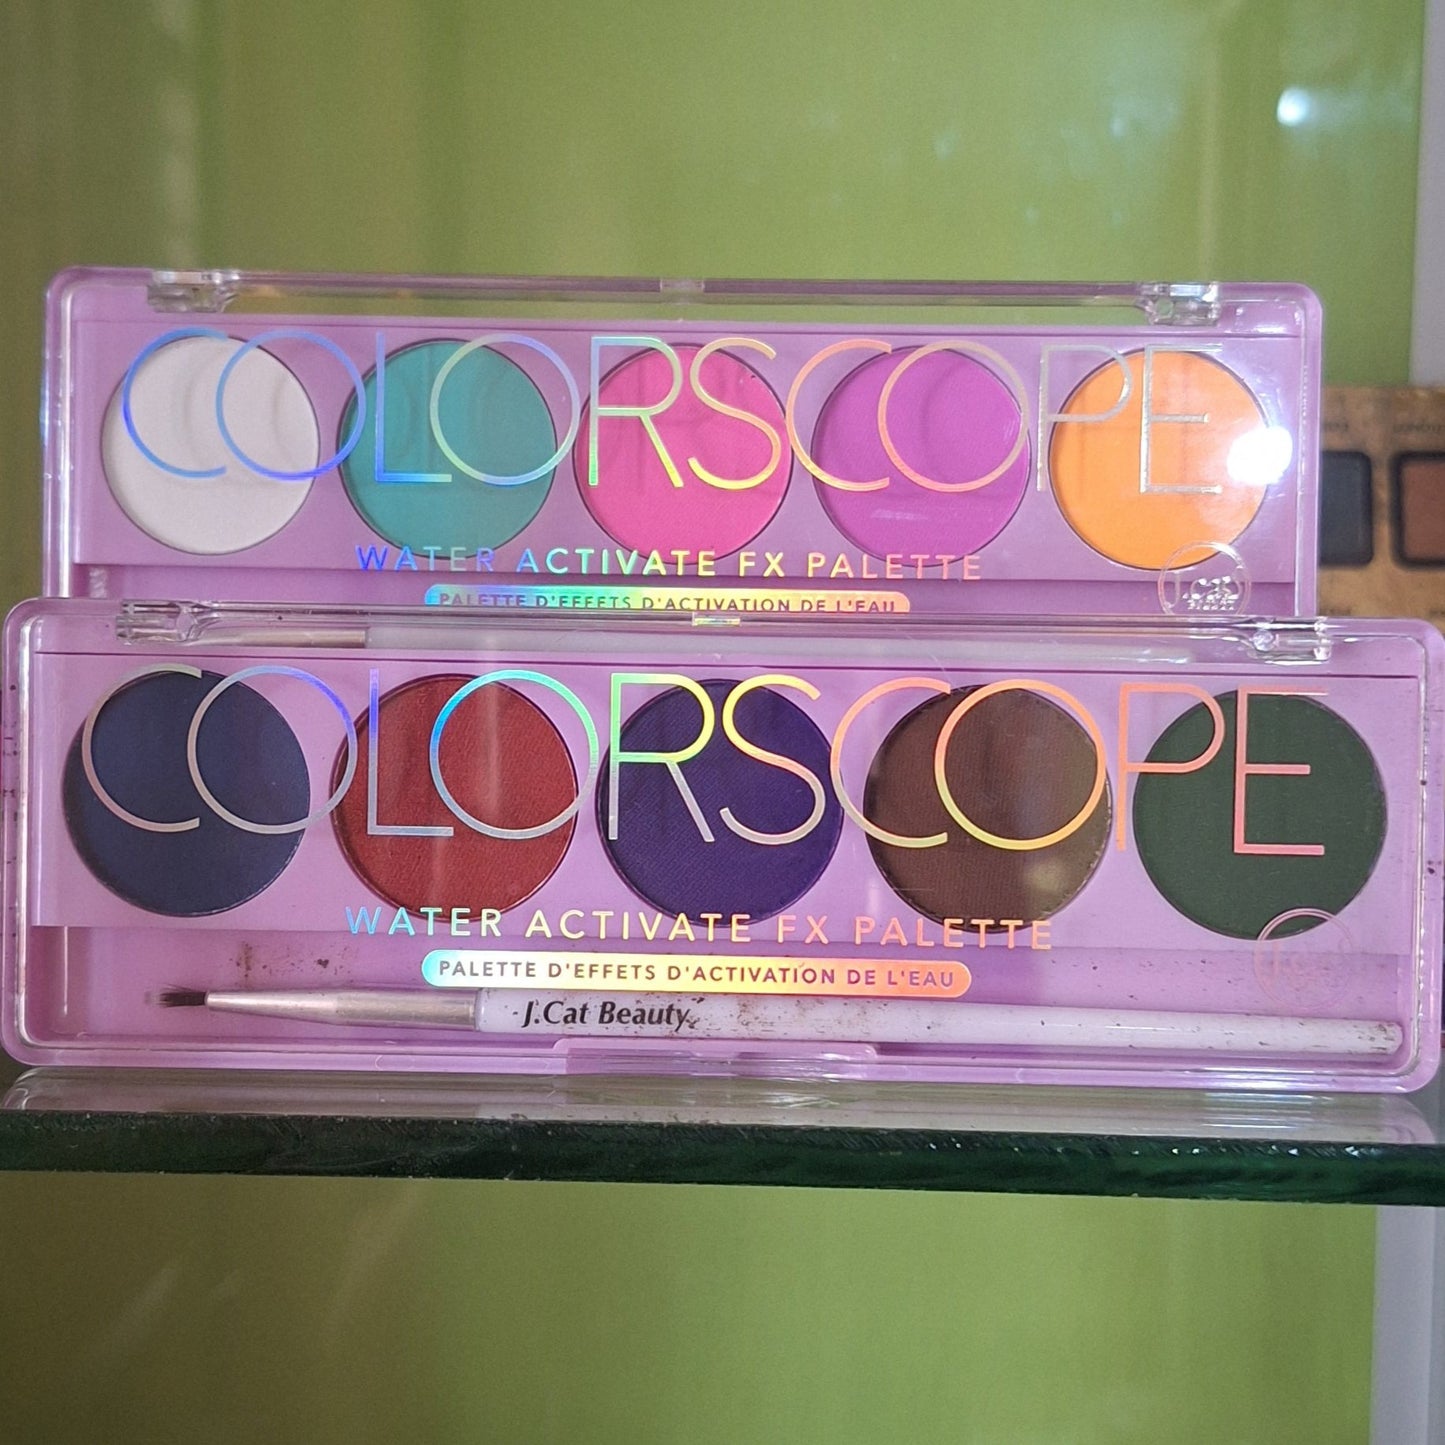 COLORSCOPE
WATER ACTIVATE FX PALETTE
PALETTE D'EFFETS D'ACTIVATION DE L'EAU
COLORSCOPE
WATER ACTIVATE FX PALETTE
PALETTE D'EFFETS D'ACTIVATION DE L'EAU
J.Cat Beauty